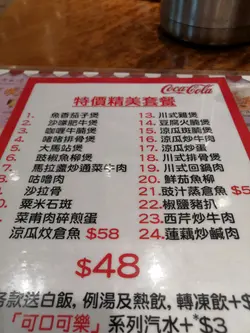 Coca-Cola
特價精美套餐
1. 魚香茄子煲
2. 沙嗲肥牛煲
3. 咖喱牛腩煲
4. 啫啫排骨煲
5. 大馬站煲
6. 豉椒魚柳煲
7. 馬拉盞炒通菜牛肉
8. 咕嚕肉
9. 沙拉骨
10. 粟米石斑
11. 菜甫肉碎煎蛋
12. 涼瓜炆倉魚 $58
13. 川式雞煲
14. 豆腐火腩煲
15. 涼瓜斑腩煲
16. 涼瓜炒牛肉
17. 涼瓜炒蛋
18. 川式排骨煲
19. 川式回鍋肉
20. 鮮茄魚柳
21. 豉汁蒸倉魚 $5
22. 椒鹽豬扒
23. 西芹炒牛肉
24. 蓮藕炒鹹肉
$48
款送白飯, 例湯及熱飲, 轉凍飲+$
「可口可樂」系列汽水+$3